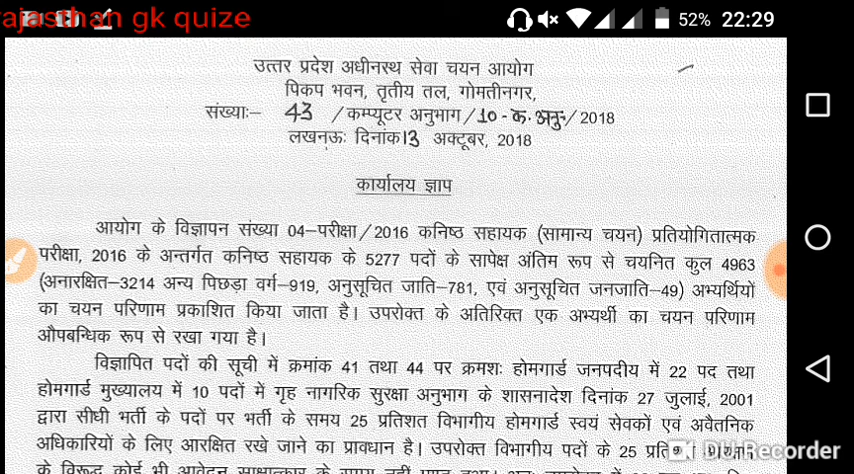 rajasthan gk quize
52% 22:29
उत्तर प्रदेश अधीनस्थ सेवा चयन आयोग
पिकप भवन, तृतीय तल, गोमतीनगर,
संख्याः– 43 /कम्प्यूटर अनुभाग/10-क. अनु॰/2018
लखनऊः दिनांक 13 अक्टूबर, 2018
कार्यालय ज्ञाप
आयोग के विज्ञापन संख्या 04–परीक्षा/2016 कनिष्ठ सहायक (सामान्य चयन) प्रतियोगितात्मक
परीक्षा, 2016 के अन्तर्गत कनिष्ठ सहायक के 5277 पदों के सापेक्ष अंतिम रूप से चयनित कुल 4963
(अनारक्षित–3214 अन्य पिछड़ा वर्ग–919, अनुसूचित जाति–781, एवं अनुसूचित जनजाति–49) अभ्यर्थियों
का चयन परिणाम प्रकाशित किया जाता है। उपरोक्त के अतिरिक्त एक अभ्यर्थी का चयन परिणाम
औपबन्धिक रूप से रखा गया है।
विज्ञापित पदों की सूची में क्रमांक 41 तथा 44 पर क्रमशः होमगार्ड जनपदीय में 22 पद तथा
होमगार्ड मुख्यालय में 10 पदों में गृह नागरिक सुरक्षा अनुभाग के शासनादेश दिनांक 27 जुलाई, 2001
द्वारा सीधी भर्ती के पदों पर भर्ती के समय 25 प्रतिशत विभागीय होमगार्ड स्वयं सेवकों एवं अवैतनिक
अधिकारियों के लिए आरक्षित रखे जाने का प्रावधान है। उपरोक्त विभागीय पदों के 25 
DU Recorder
के विरूद्ध कोई भी आवेदन साक्षात्कार के समय नहीं